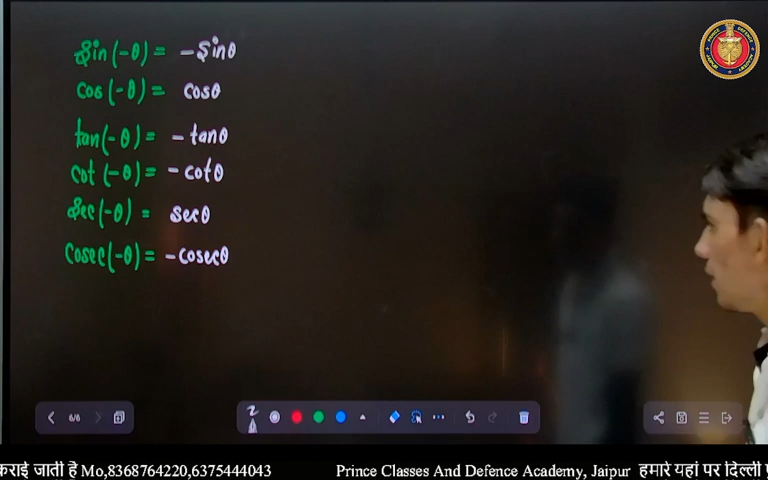 sin(-θ) = -sinθ
cos(-θ) = cosθ
tan(-θ) = -tanθ
cot(-θ) = -cotθ
sec(-θ) = secθ
cosec(-θ) = -cosecθ
6/6
कराई जाती है Mo,8368764220,6375444043 Prince Classes And Defence Academy, Jaipur हमारे यहां पर दिल्ली